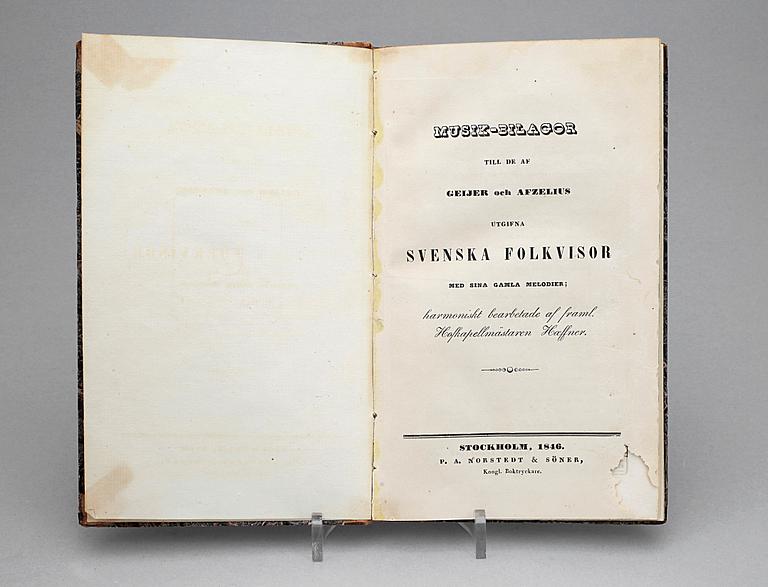 MUSIK-BILAGOR
TILL DE AF
GEIJER och AFZELIUS
UTGIFNA
SVENSKA FOLKVISOR
MED SINA GAMLA MELODIER;
harmoniskt bearbetade af framl.
Hofkapellmästaren Hæffner.
STOCKHOLM, 1846.
P. A. NORSTEDT & SÖNER,
Kongl. Boktryckare.